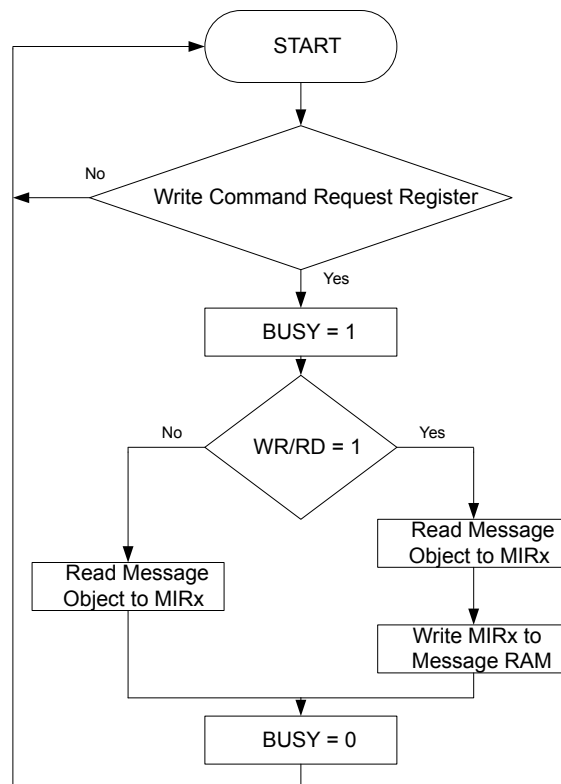 START
No
Write Command Request Register
Yes
BUSY = 1
No
WR/RD = 1
Yes
Read Message
Object to MIRx
Read Message
Object to MIRx
Write MIRx to
Message RAM
BUSY = 0